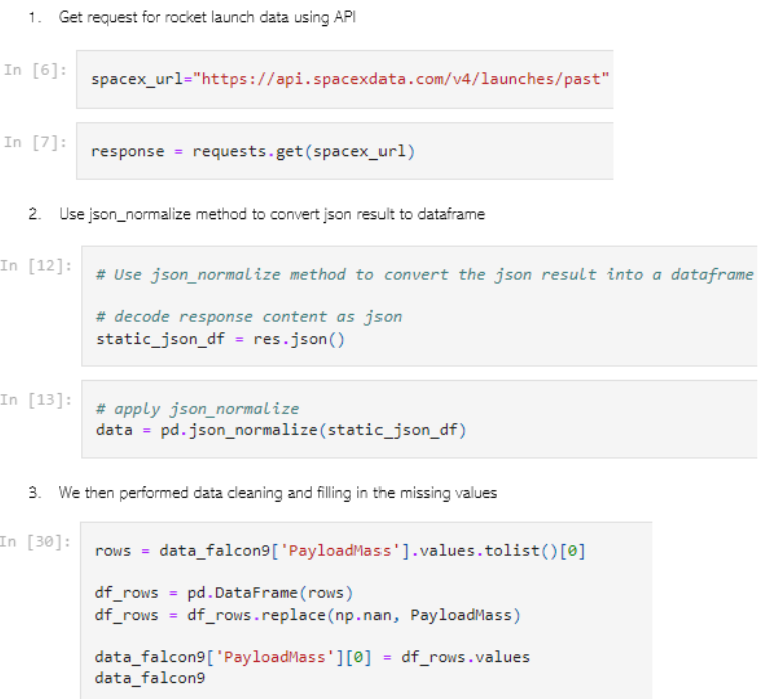 1. Get request for rocket launch data using API
In [6]: spacex_url="https://api.spacexdata.com/v4/launches/past"
In [7]: response = requests.get(spacex_url)
2. Use json_normalize method to convert json result to dataframe
In [12]: # Use json_normalize method to convert the json result into a dataframe
# decode response content as json
static_json_df = res.json()
In [13]: # apply json_normalize
data = pd.json_normalize(static_json_df)
3. We then performed data cleaning and filling in the missing values
In [30]: rows = data_falcon9['PayloadMass'].values.tolist()[0]
df_rows = pd.DataFrame(rows)
df_rows = df_rows.replace(np.nan, PayloadMass)
data_falcon9['PayloadMass'][0] = df_rows.values
data_falcon9